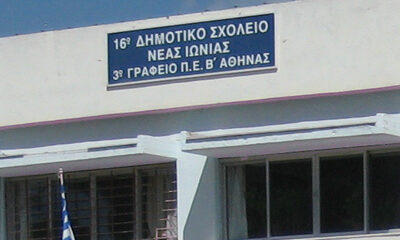 16º ΔΗΜΟΤΙΚΟ ΣΧΟΛΕΙΟ
ΝΕΑΣ ΙΩΝΙΑΣ
3º ΓΡΑΦΕΙΟ Π.Ε. Β΄ ΑΘΗΝΑΣ